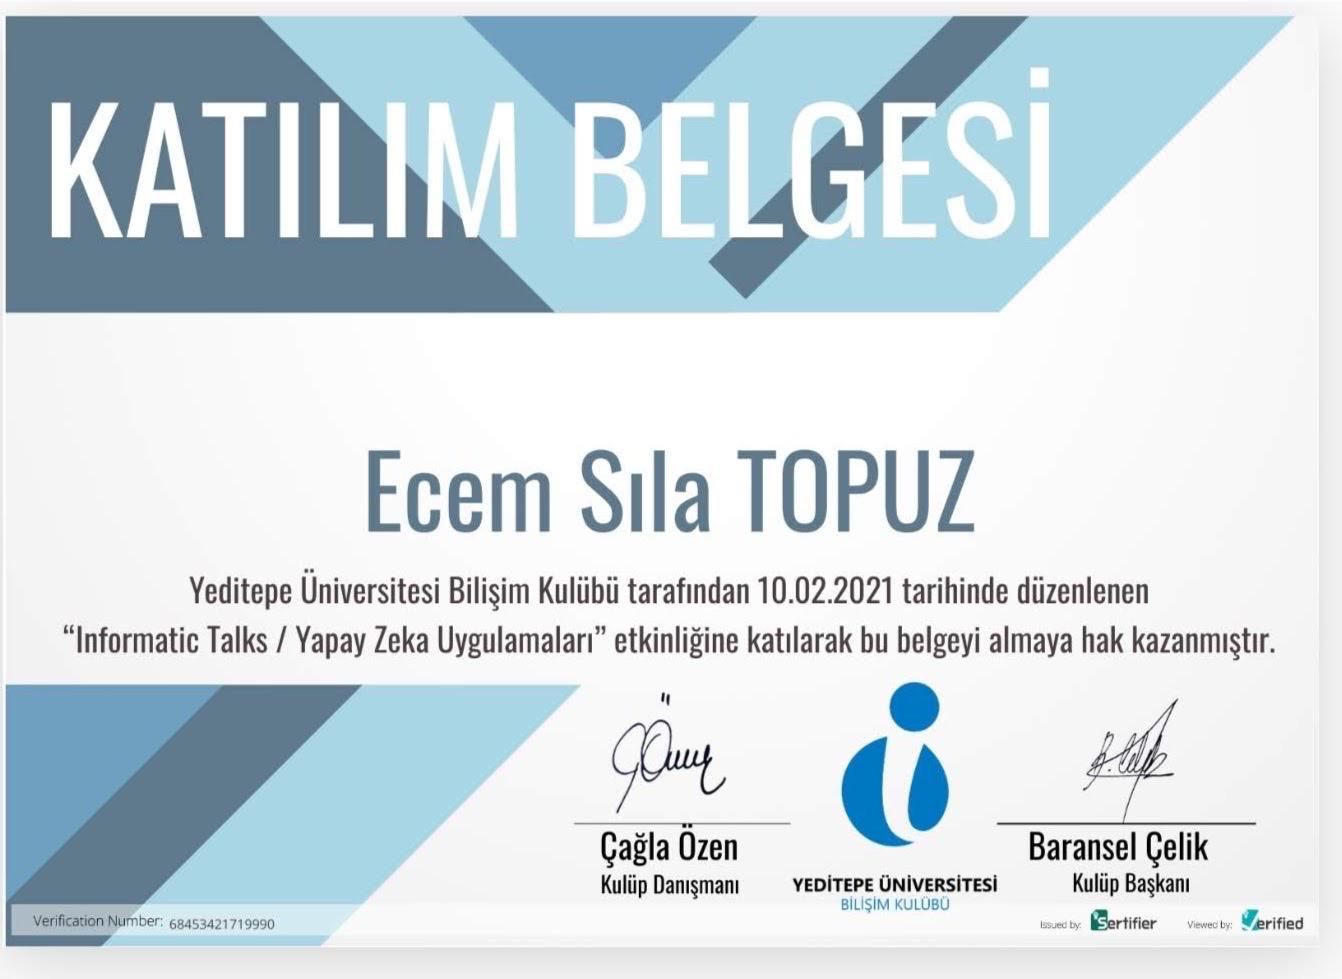 KATILIM BELGESİ
Ecem Sıla TOPUZ
Yeditepe Üniversitesi Bilişim Kulübü tarafından 10.02.2021 tarihinde düzenlenen
“Informatic Talks / Yapay Zeka Uygulamaları” etkinliğine katılarak bu belgeyi almaya hak kazanmıştır.
Çağla Özen
Kulüp Danışmanı
YEDİTEPE ÜNİVERSİTESİ
BİLİŞİM KULÜBÜ
Baransel Çelik
Kulüp Başkanı
Verification Number: 68453421719990
Issued by: Sertifier
Viewed by: Verified